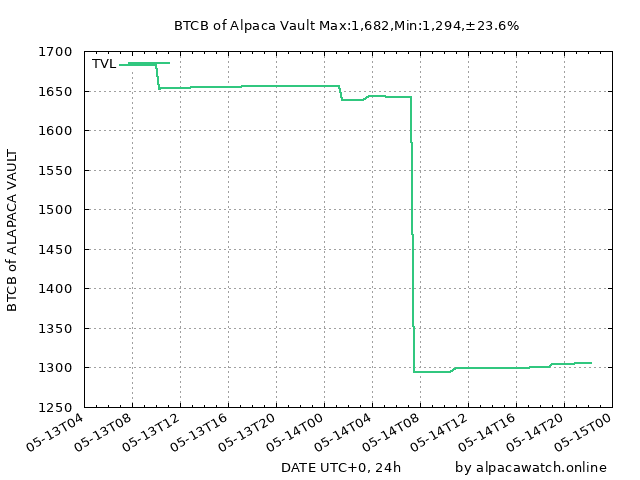 BTCB of Alpaca Vault Max:1,682,Min:1,294,±23.6%
BTCB of ALAPACA VAULT
TVL
1700
1650
1600
1550
1500
1450
1400
1350
1300
1250
05-13T04
05-13T08
05-13T12
05-13T16
05-13T20
05-14T00
05-14T04
05-14T08
05-14T12
05-14T16
05-14T20
05-15T00
DATE UTC+0, 24h
by alpacawatch.online